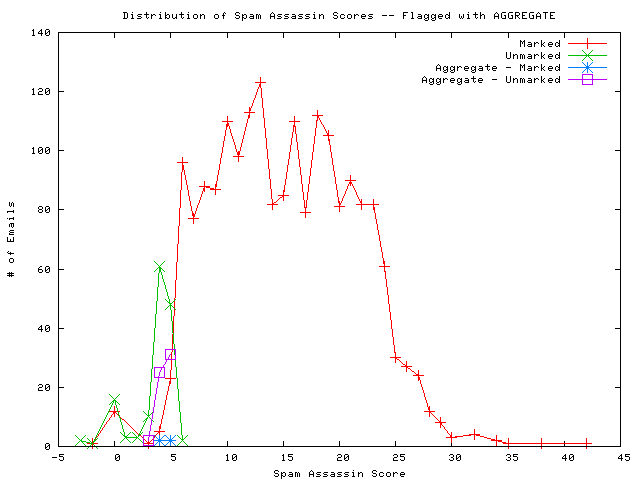 Distribution of Spam Assassin Scores -- Flagged with AGGREGATE
Marked
Unmarked
Aggregate - Marked
Aggregate - Unmarked
140
120
100
80
60
40
20
0
# of Emails
-5 0 5 10 15 20 25 30 35 40 45
Spam Assassin Score